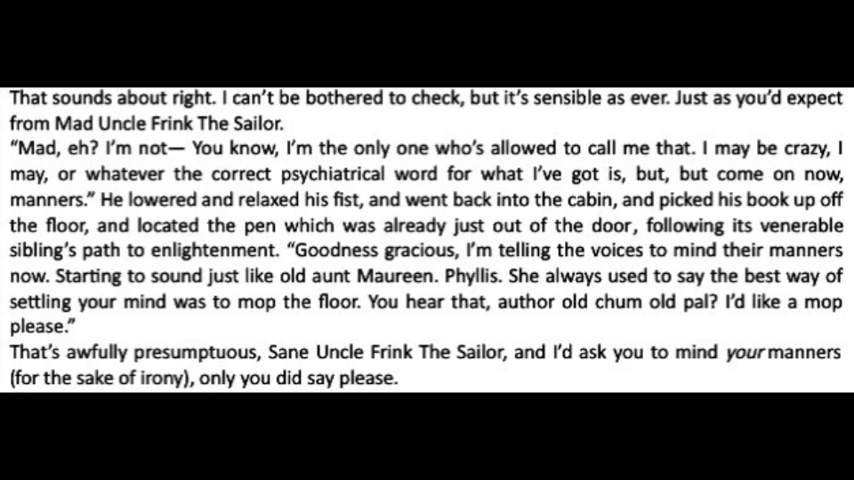 That sounds about right. I can’t be bothered to check, but it’s sensible as ever. Just as you’d expect
from Mad Uncle Frink The Sailor.
“Mad, eh? I’m not— You know, I’m the only one who’s allowed to call me that. I may be crazy, I
may, or whatever the correct psychiatrical word for what I’ve got is, but, but come on now,
manners.” He lowered and relaxed his fist, and went back into the cabin, and picked his book up off
the floor, and located the pen which was already just out of the door, following its venerable
sibling’s path to enlightenment. “Goodness gracious, I’m telling the voices to mind their manners
now. Starting to sound just like old aunt Maureen. Phyllis. She always used to say the best way of
settling your mind was to mop the floor. You hear that, author old chum old pal? I’d like a mop
please.”
That’s awfully presumptuous, Sane Uncle Frink The Sailor, and I’d ask you to mind your manners
(for the sake of irony), only you did say please.